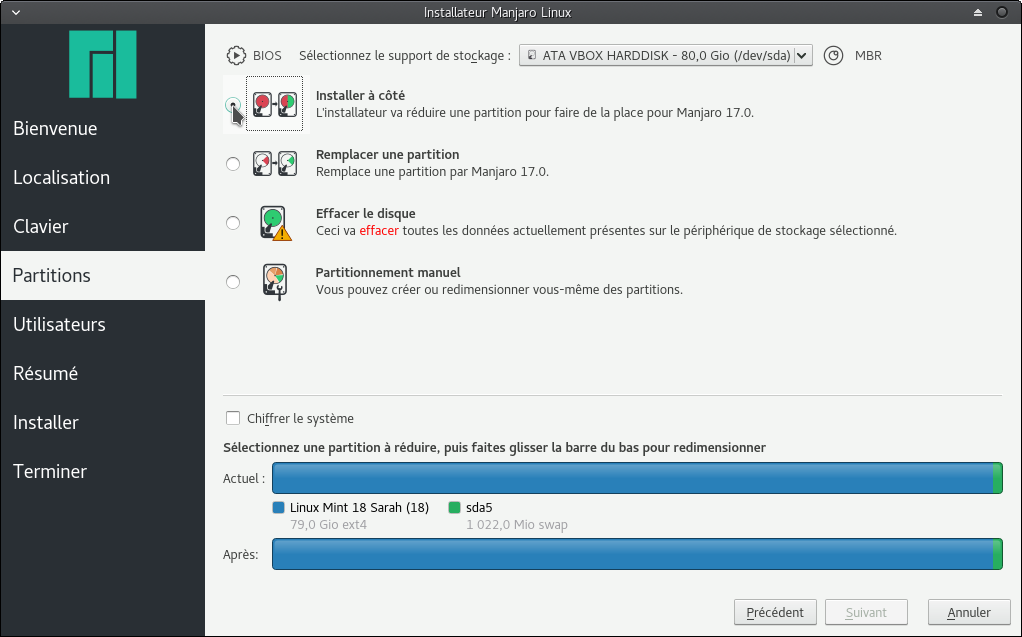 Installateur Manjaro Linux
BIOS Sélectionnez le support de stockage : ATA VBOX HARDDISK - 80,0 Gio (/dev/sda) MBR
Installer à côté
L'installateur va réduire une partition pour faire de la place pour Manjaro 17.0.
Remplacer une partition
Remplace une partition par Manjaro 17.0.
Effacer le disque
Ceci va effacer toutes les données actuellement présentes sur le périphérique de stockage sélectionné.
Partitionnement manuel
Vous pouvez créer ou redimensionner vous-même des partitions.
Bienvenue
Localisation
Clavier
Partitions
Utilisateurs
Résumé
Installer
Terminer
Chiffrer le système
Sélectionnez une partition à réduire, puis faites glisser la barre du bas pour redimensionner
Actuel :
Linux Mint 18 Sarah (18) sda5
79,0 Gio ext4 1 022,0 Mio swap
Après:
Précédent Suivant Annuler